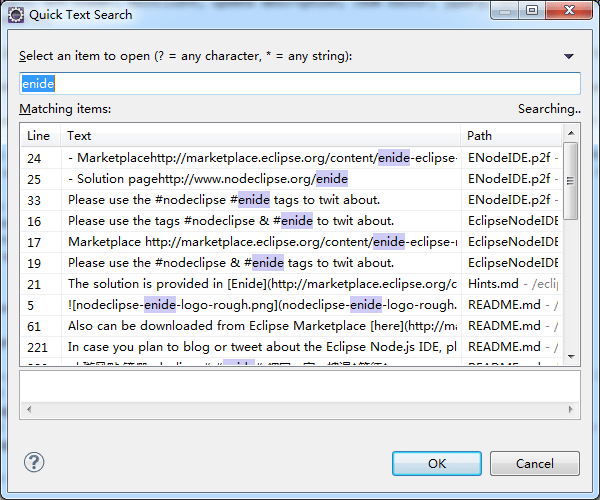 Quick Text Search
Select an item to open (? = any character, * = any string):
enide
Matching items: Searching..
Line Text Path
24 - Marketplacehttp://marketplace.eclipse.org/content/enide-eclipse- ENodeIDE.p2f -
25 - Solution pagehttp://www.nodeclipse.org/enide ENodeIDE.p2f -
33 Please use the #nodeclipse #enide tags to twit about. ENodeIDE.p2f -
16 Please use the tags #nodeclipse & #enide to twit about. EclipseNodeIDE
17 Marketplace http://marketplace.eclipse.org/content/enide-eclipse-r EclipseNodeIDE
19 Please use the #nodeclipse & #enide tags to twit about. EclipseNodeIDE
21 The solution is provided in [Enide](http://marketplace.eclipse.org/c Hints.md - /eclip
5 ![nodeclipse-enide-logo-rough.png](nodeclipse-enide-logo-rough. README.md - /
61 Also can be downloaded from Eclipse Marketplace [here](http://ma README.md - /
221 In case you plan to blog or tweet about the Eclipse Node.js IDE, pl README.md - /
OK
Cancel